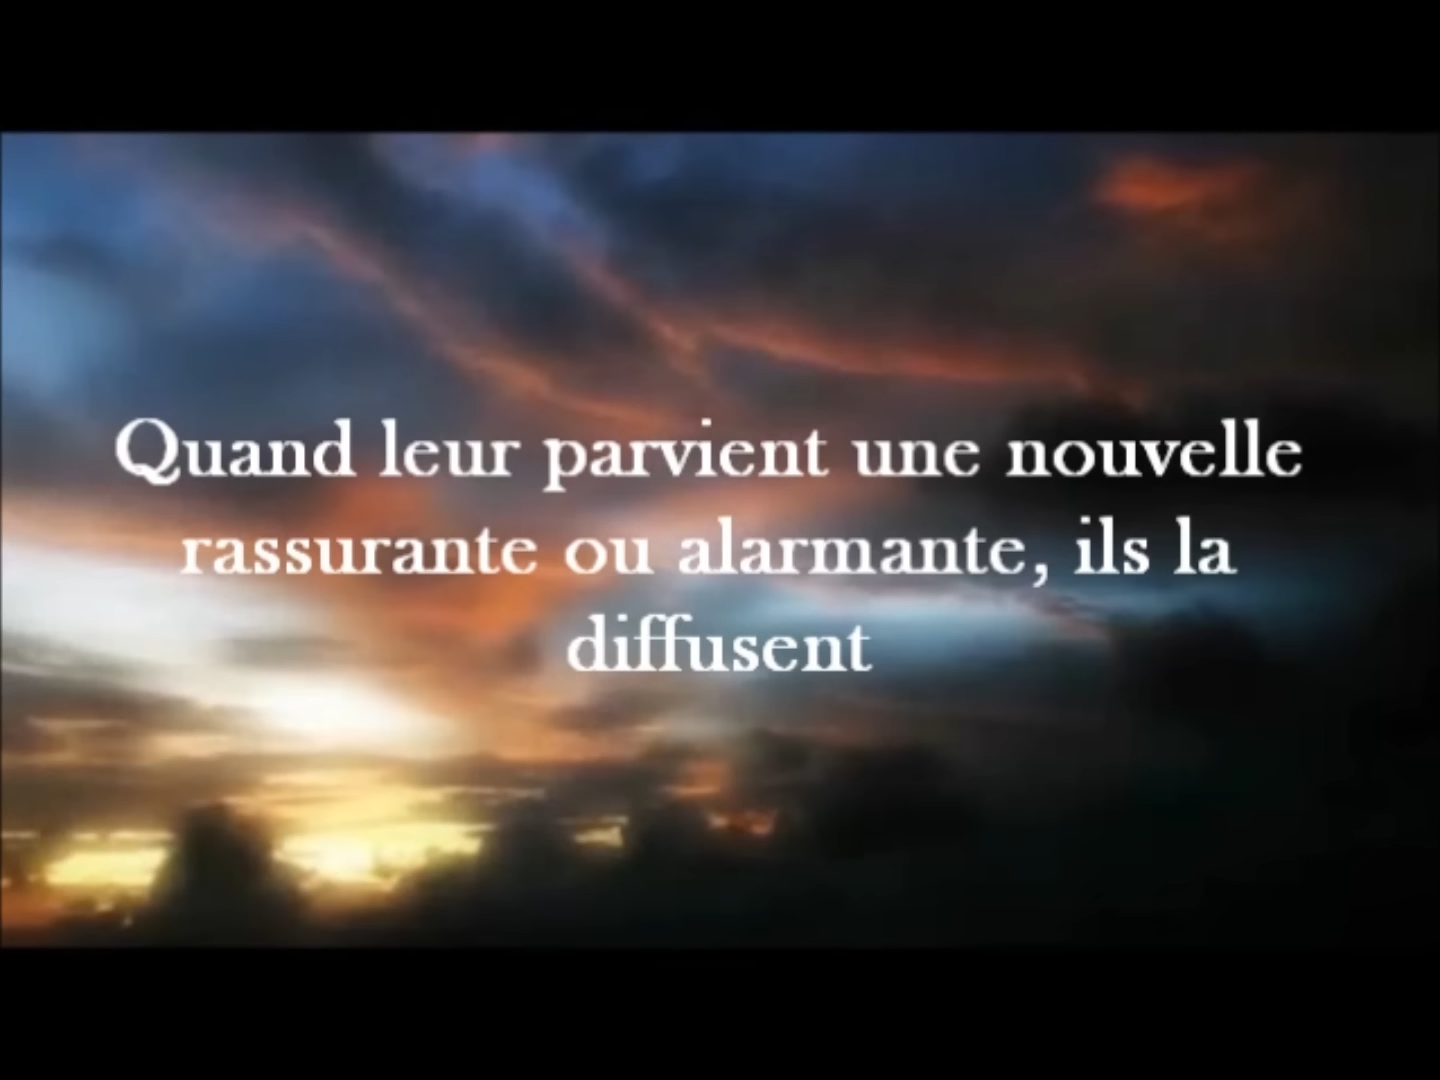 Quand leur parvient une nouvelle
rassurante ou alarmante, ils la
diffusent